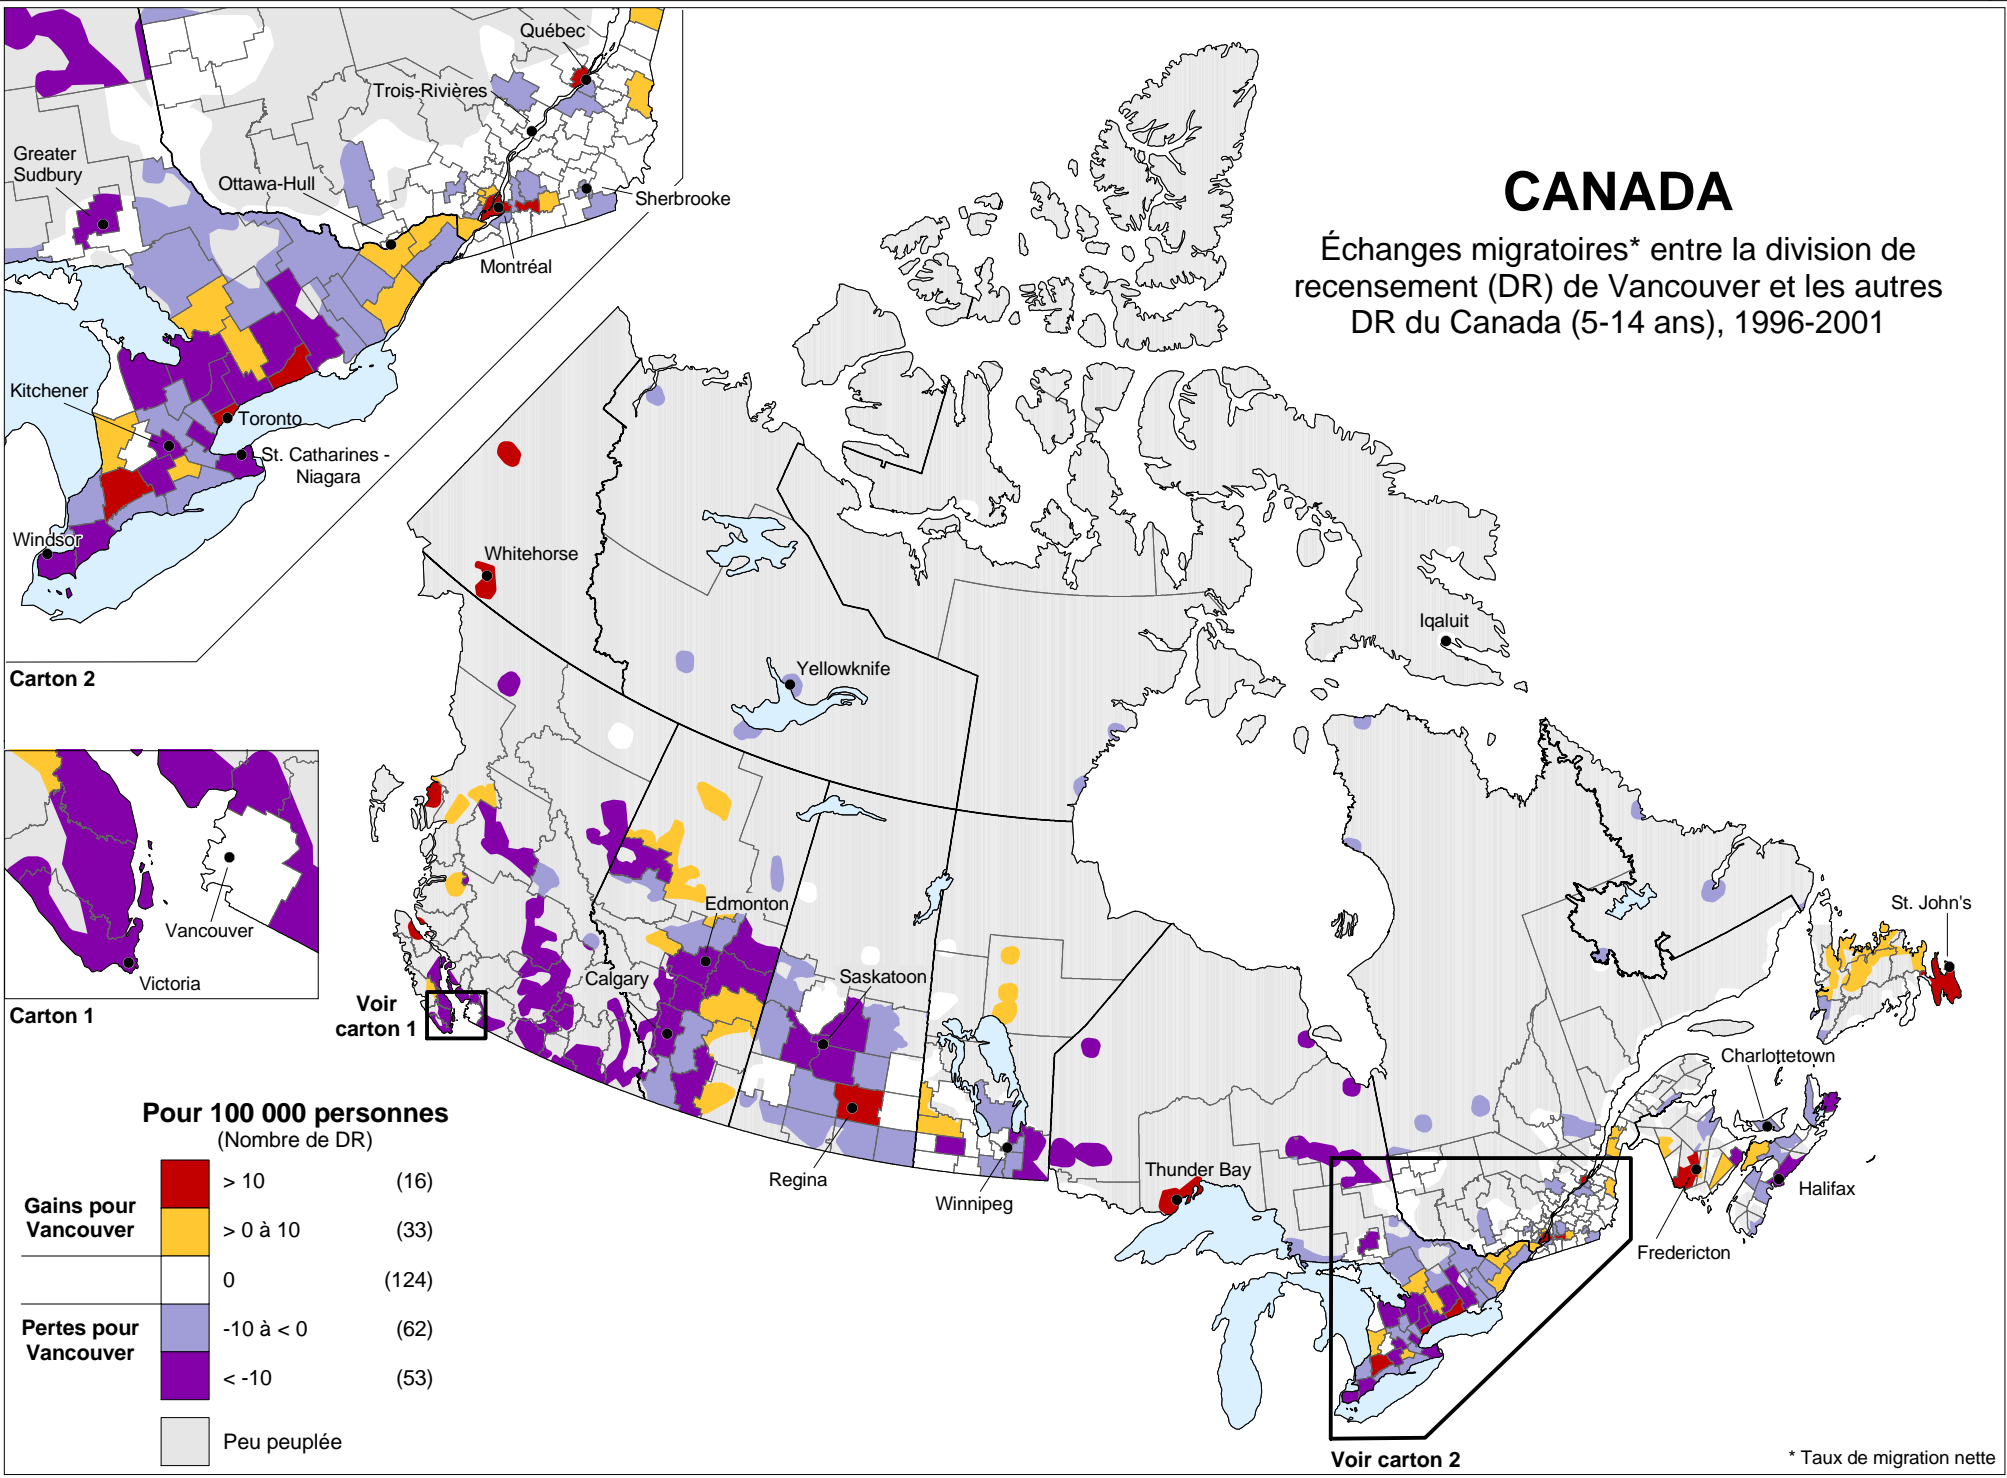 CANADA
Échanges migratoires* entre la division de
recensement (DR) de Vancouver et les autres
DR du Canada (5-14 ans), 1996-2001
Québec
Trois-Rivières
Greater
Sudbury
Ottawa-Hull
Sherbrooke
Montréal
Kitchener
Toronto
St. Catharines -
Niagara
Windsor
Carton 2
Vancouver
Victoria
Carton 1
Whitehorse
Yellowknife
Iqaluit
Edmonton
Calgary
Saskatoon
Voir
carton 1
Regina
Winnipeg
Thunder Bay
St. John's
Charlottetown
Halifax
Fredericton
Voir carton 2
Pour 100 000 personnes
(Nombre de DR)
Gains pour
Vancouver
> 10 (16)
> 0 à 10 (33)
0 (124)
Pertes pour
Vancouver
-10 à < 0 (62)
< -10 (53)
Peu peuplée
* Taux de migration nette